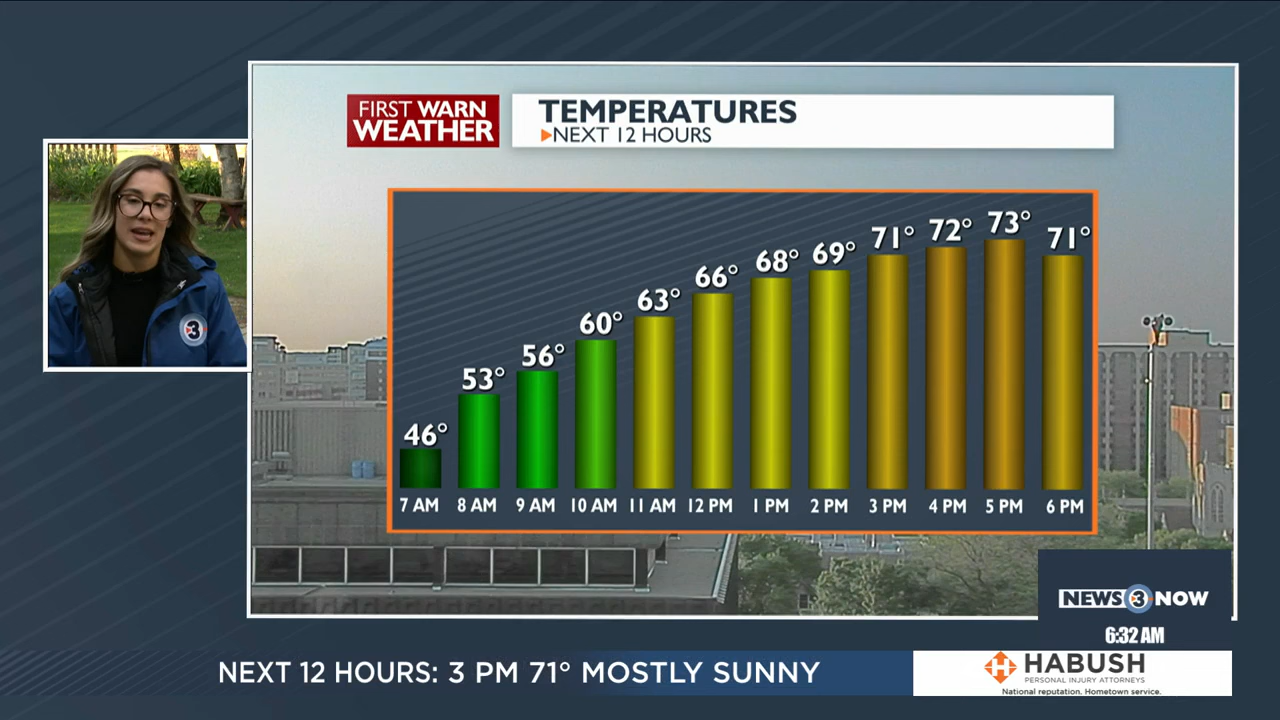 FIRST WARN
WEATHER
TEMPERATURES
NEXT 12 HOURS
46° 53° 56° 60° 63° 66° 68° 69° 71° 72° 73° 71°
7 AM 8 AM 9 AM 10 AM 11 AM 12 PM 1 PM 2 PM 3 PM 4 PM 5 PM 6 PM
3
NEWS 3 NOW
6:32 AM
NEXT 12 HOURS: 3 PM 71° MOSTLY SUNNY
HABUSH
PERSONAL INJURY ATTORNEYS
National reputation. Hometown service.